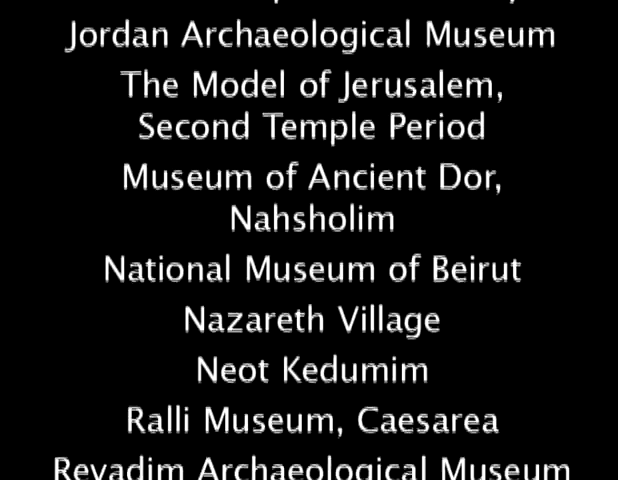 Jordan Archaeological Museum
The Model of Jerusalem,
Second Temple Period
Museum of Ancient Dor,
Nahsholim
National Museum of Beirut
Nazareth Village
Neot Kedumim
Ralli Museum, Caesarea
Revadim Archaeological Museum